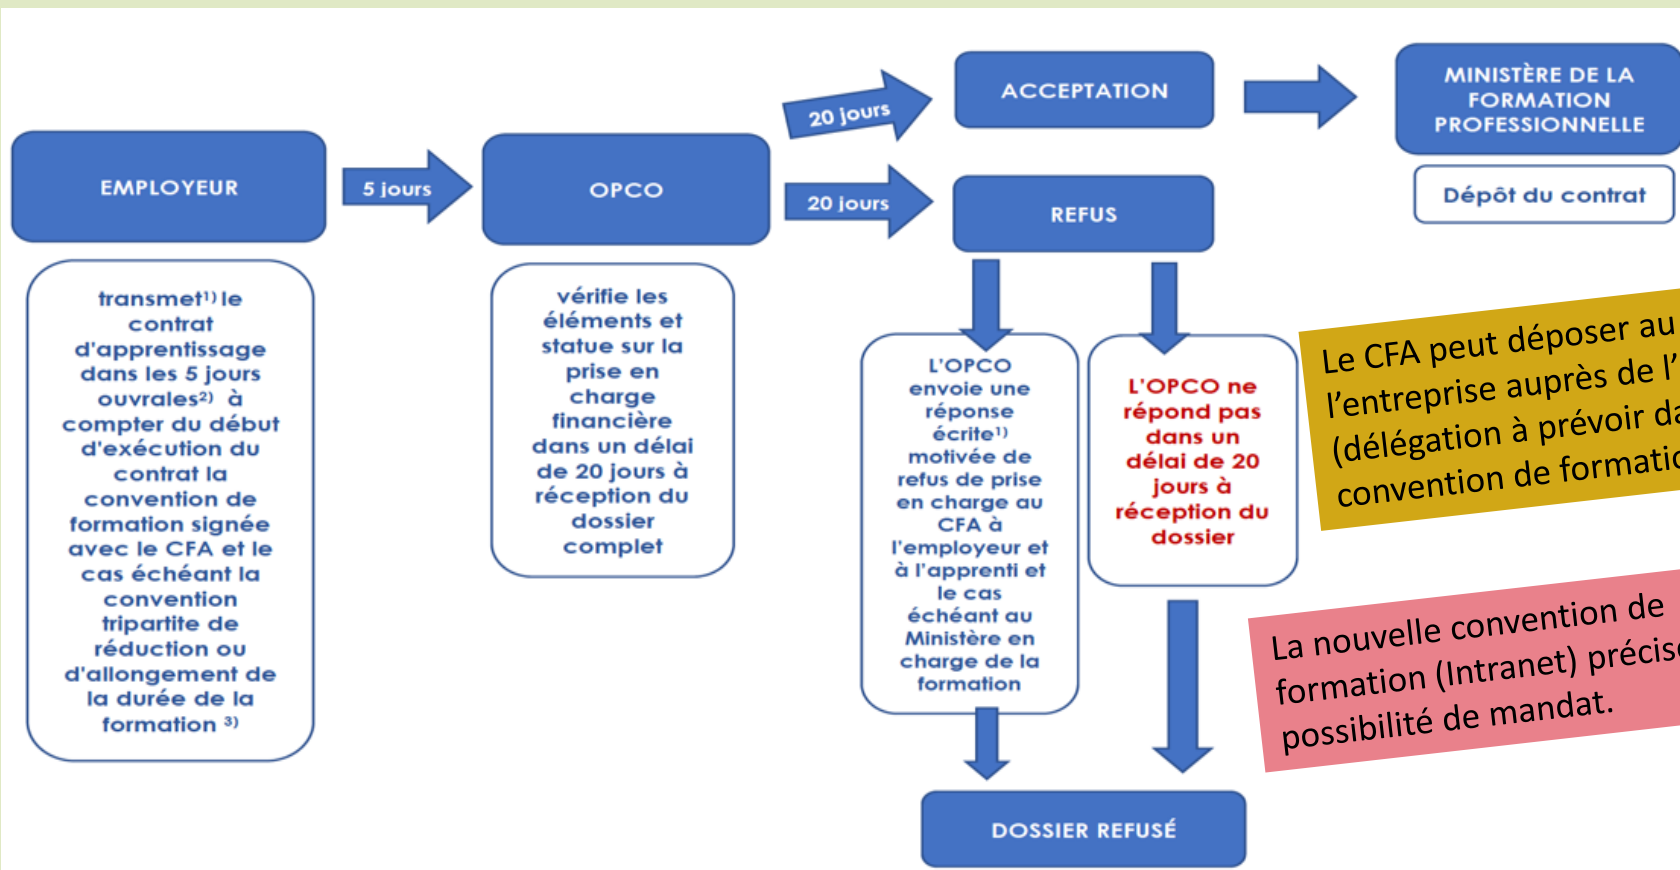 EMPLOYEUR
5 jours
OPCO
20 jours
20 jours
ACCEPTATION
REFUS
MINISTÈRE DE LA
FORMATION
PROFESSIONNELLE
Dépôt du contrat
transmet¹⁾ le
contrat
d'apprentissage
dans les 5 jours
ouvrales²⁾ à
compter du début
d'exécution du
contrat la
convention de
formation signée
avec le CFA et le
cas échéant la
convention
tripartite de
réduction ou
d'allongement de
la durée de la
formation ³⁾
vérifie les
éléments et
statue sur la
prise en
charge
financière
dans un délai
de 20 jours à
réception du
dossier
complet
L'OPCO
envoie une
réponse
écrite¹⁾
motivée de
refus de prise
en charge au
CFA à
l'employeur et
à l'apprenti et
le cas
échéant au
Ministère en
charge de la
formation
L'OPCO ne
répond pas
dans un
délai de 20
jours à
réception du
dossier
DOSSIER REFUSÉ
Le CFA peut déposer au
l’entreprise auprès de l’
(délégation à prévoir
convention de
La nouvelle convention de
formation (Intranet)
possibilité de mandat.